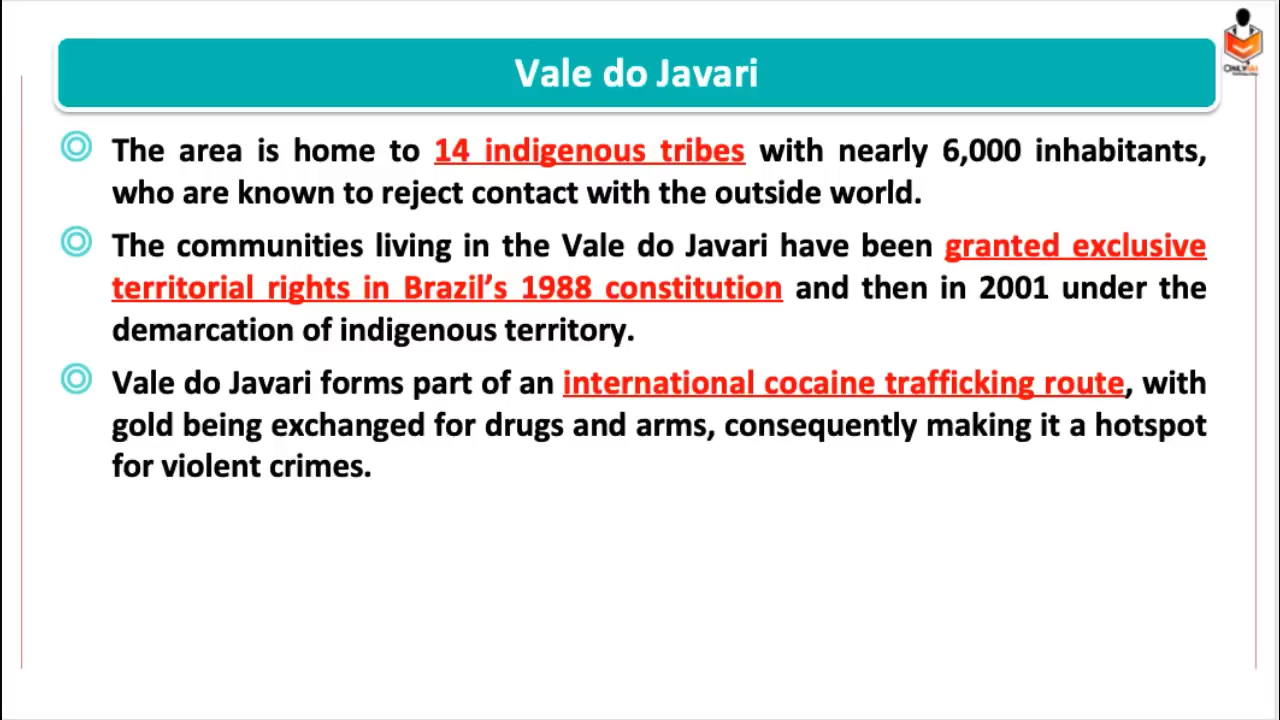 Vale do Javari
The area is home to 14 indigenous tribes with nearly 6,000 inhabitants,
who are known to reject contact with the outside world.
The communities living in the Vale do Javari have been granted exclusive
territorial rights in Brazil’s 1988 constitution and then in 2001 under the
demarcation of indigenous territory.
Vale do Javari forms part of an international cocaine trafficking route, with
gold being exchanged for drugs and arms, consequently making it a hotspot
for violent crimes.